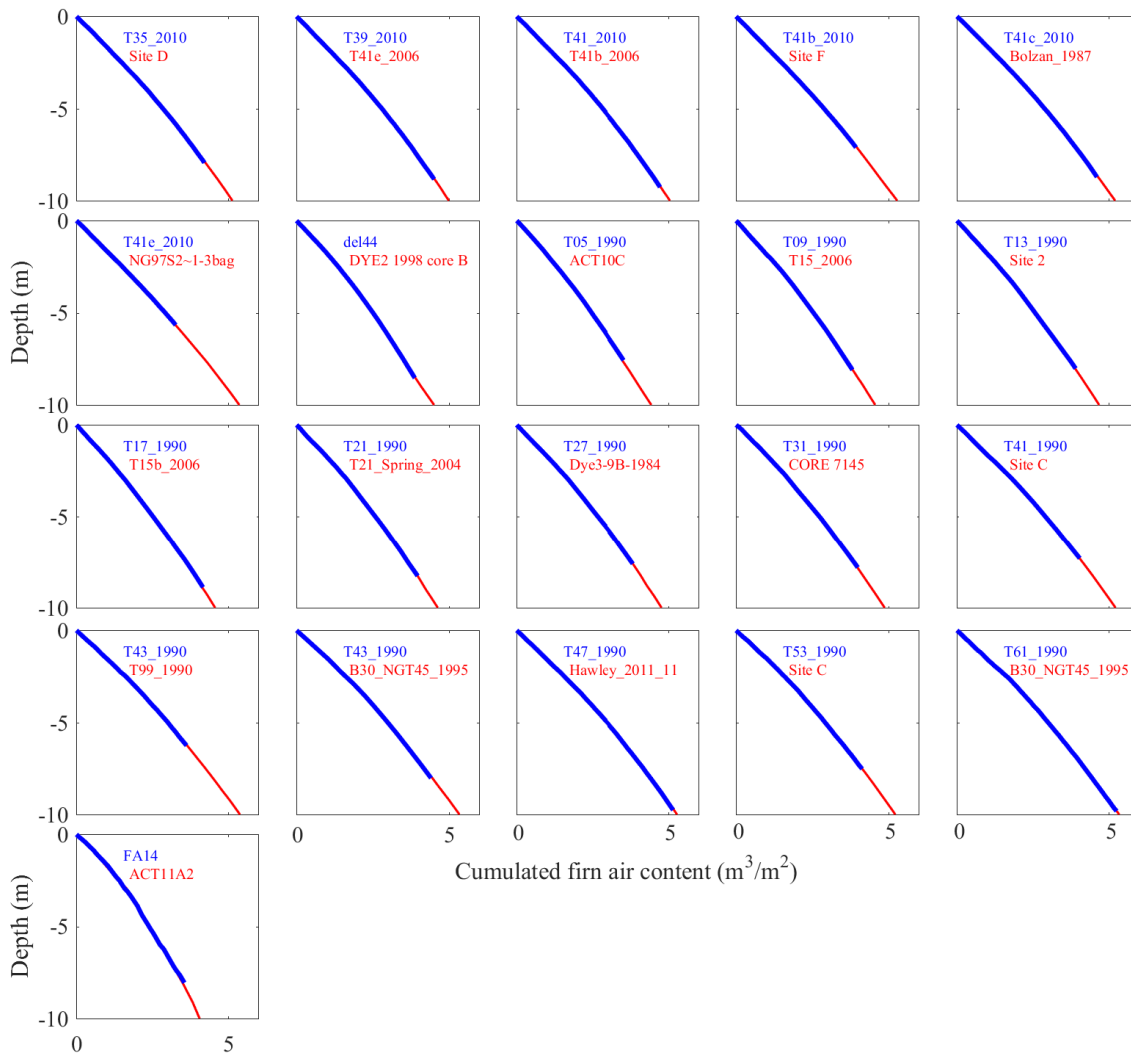 0
-5
-10
T35_2010
Site D
T39_2010
T41e_2006
T41_2010
T41b_2006
T41b_2010
Site F
T41c_2010
Bolzan_1987
0
-5
-10
T41e_2010
NG97S2~1-3bag
del44
DYE2 1998 core B
T05_1990
ACT10C
T09_1990
T15_2006
T13_1990
Site 2
Depth (m)
0
-5
-10
T17_1990
T15b_2006
T21_1990
T21_Spring_2004
T27_1990
Dye3-9B-1984
T31_1990
CORE 7145
T41_1990
Site C
0
-5
-10
T43_1990
T99_1990
T43_1990
B30_NGT45_1995
T47_1990
Hawley_2011_11
T53_1990
Site C
T61_1990
B30_NGT45_1995
0 5
0 5
0 5
0 5
Cumulated firn air content (m³/m²)
0
-5
-10
FA14
ACT11A2
Depth (m)
0 5